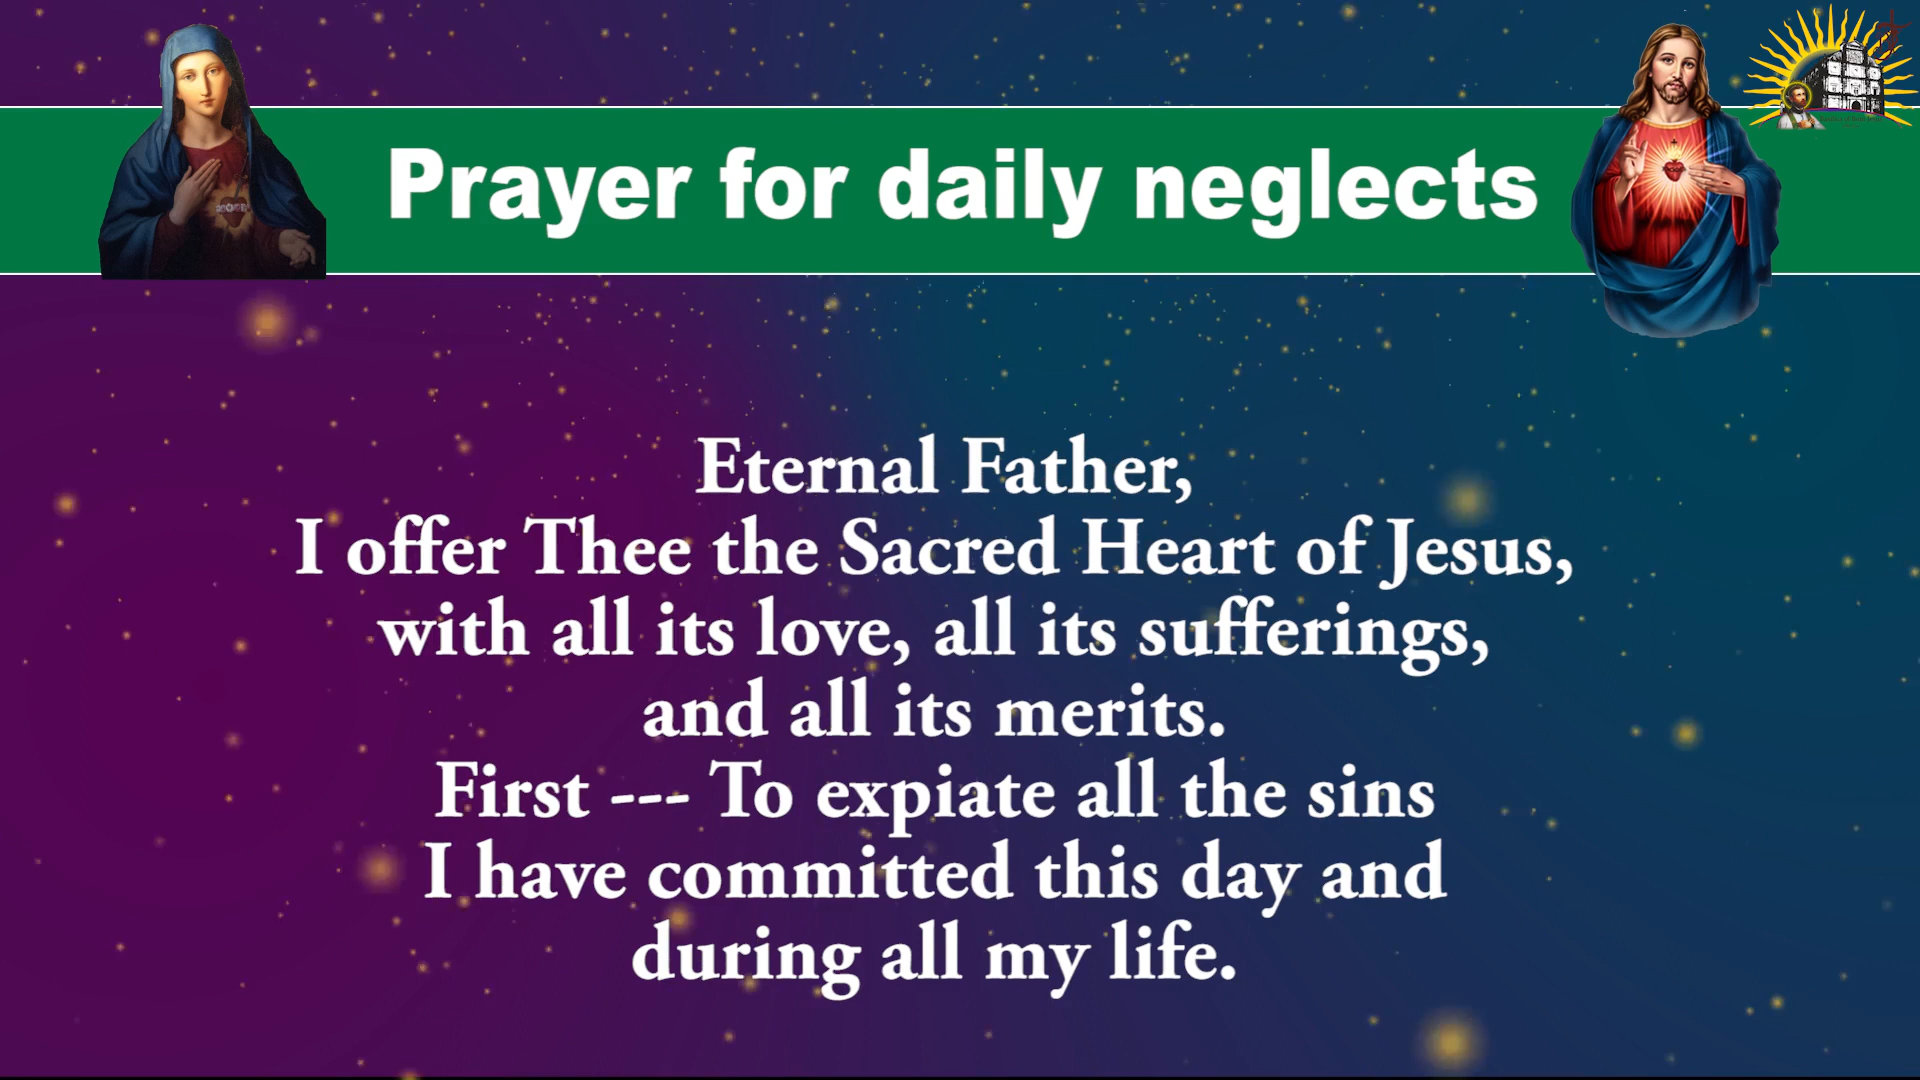 Prayer for daily neglects
Eternal Father,
I offer Thee the Sacred Heart of Jesus,
with all its love, all its sufferings,
and all its merits.
First --- To expiate all the sins
I have committed this day and
during all my life.